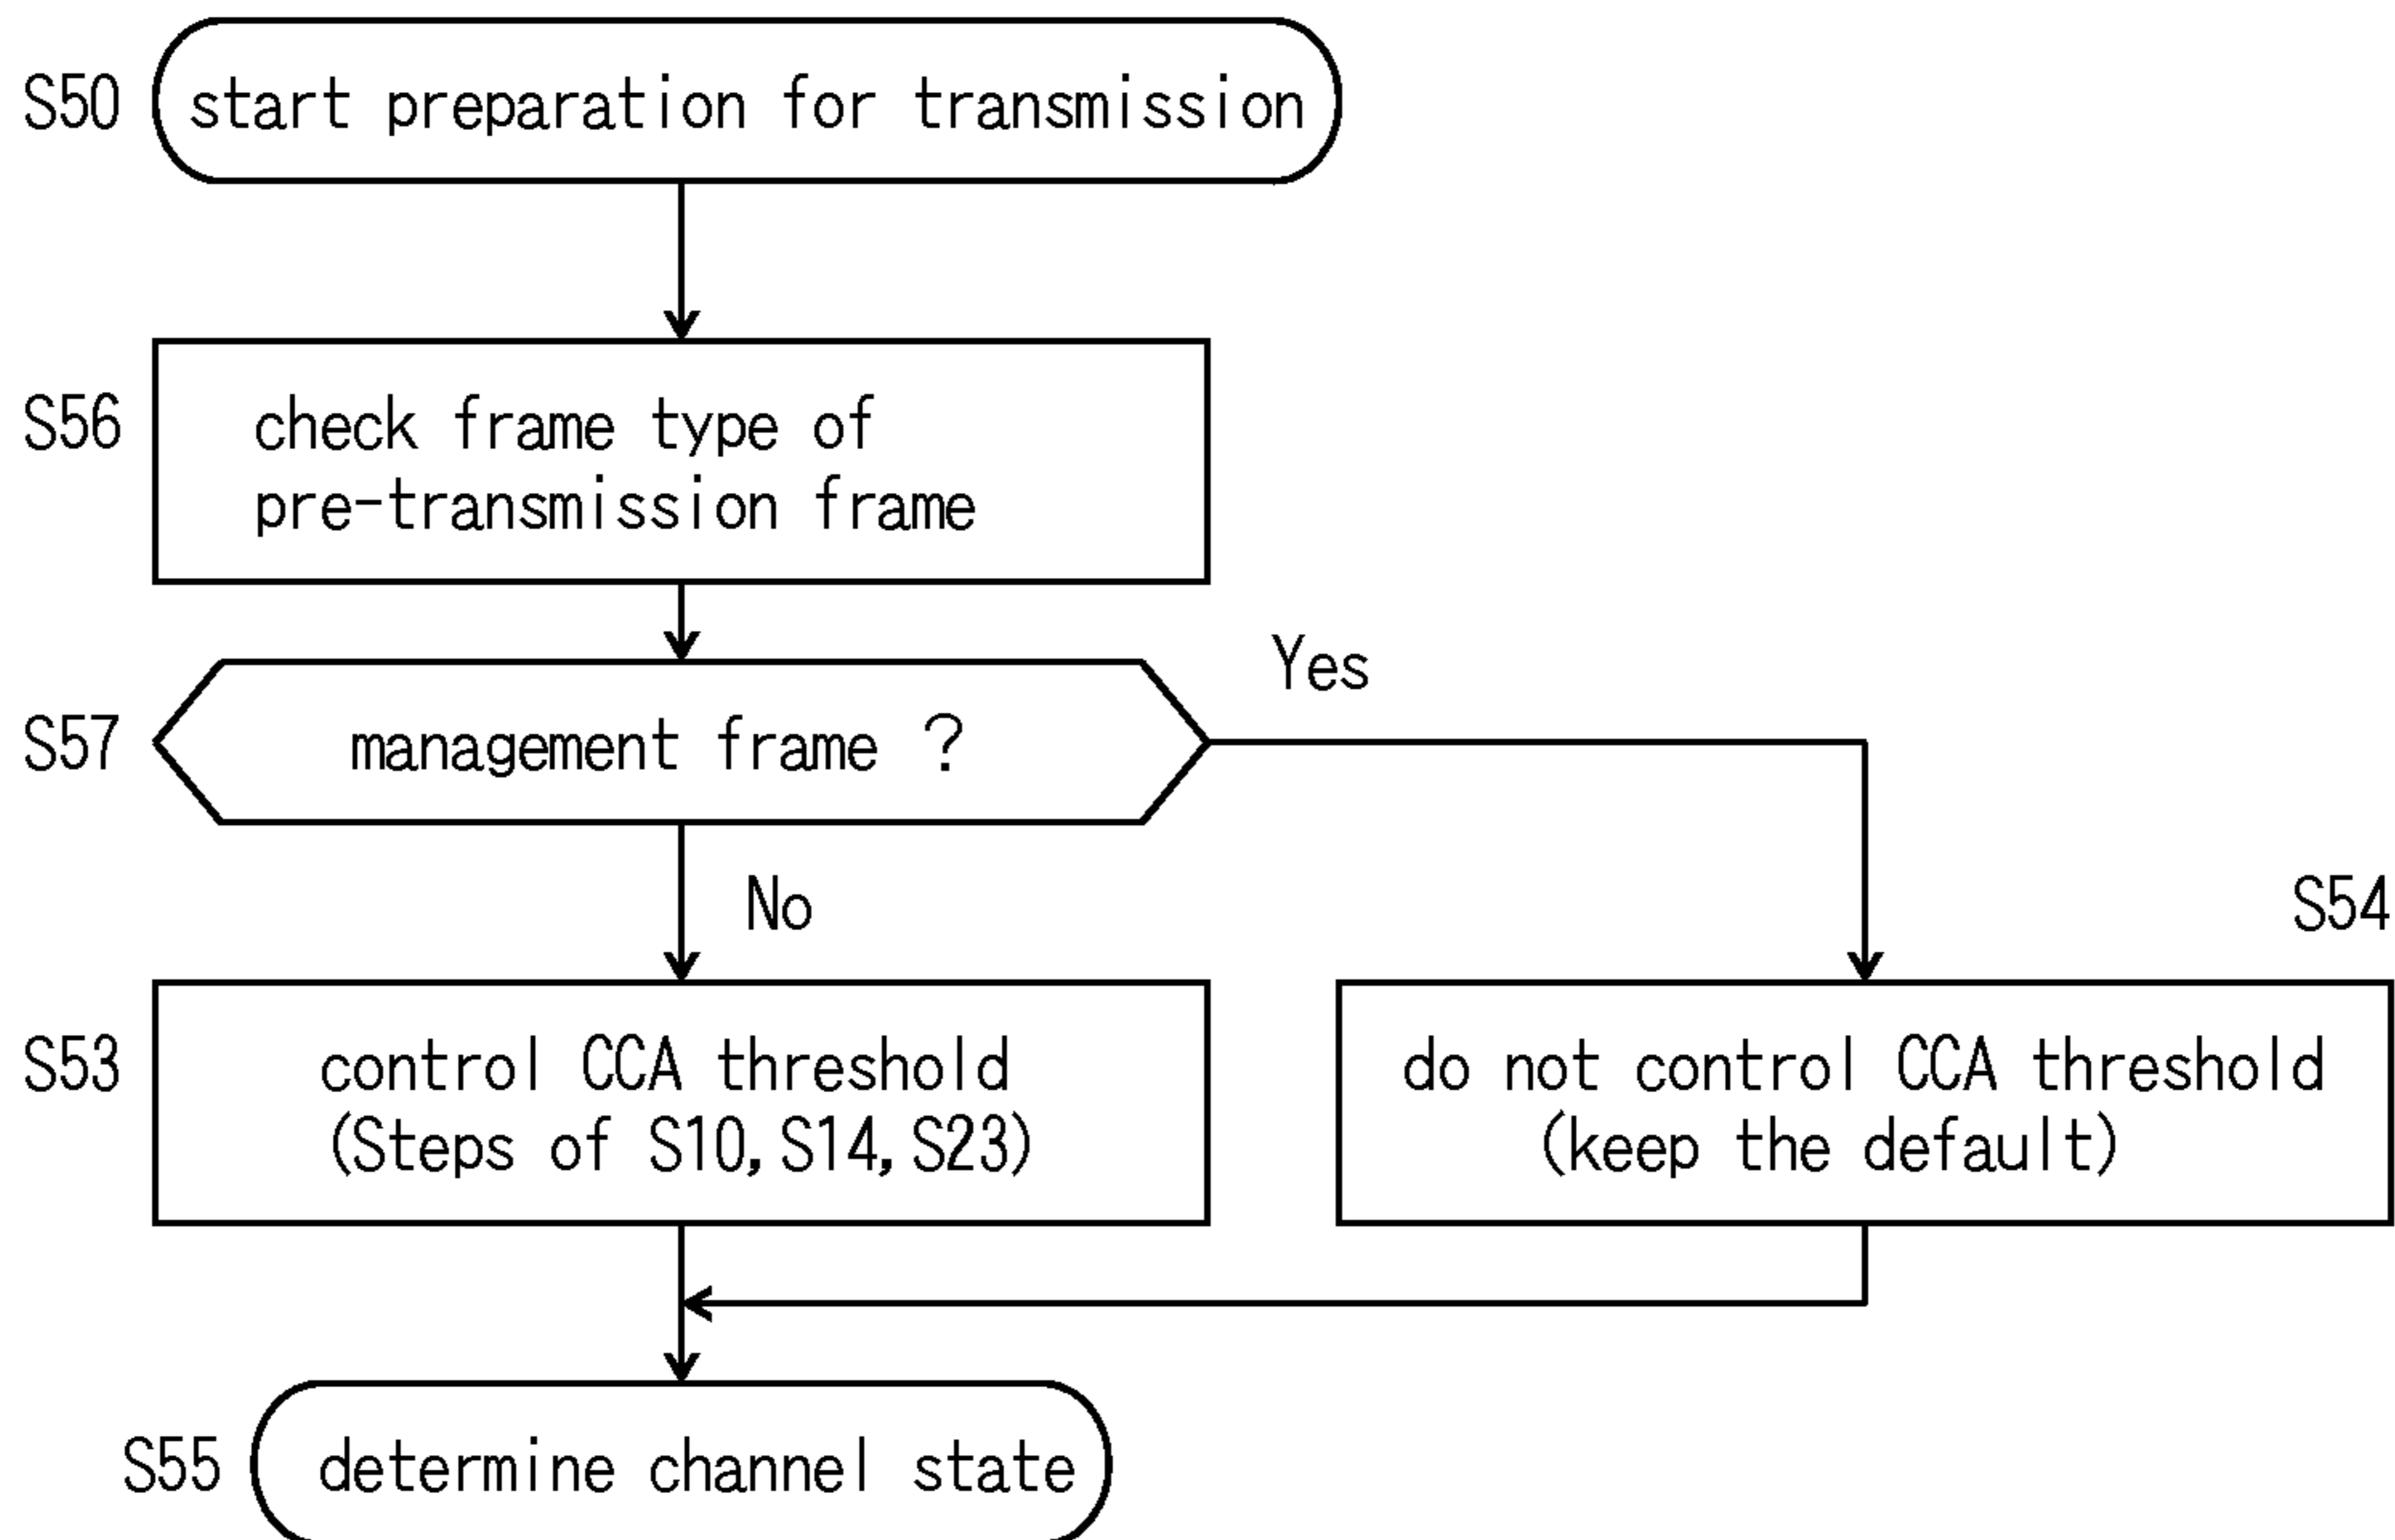 S50
start preparation for transmission
S56
check frame type of
pre-transmission frame
S57
management frame ?
Yes
No
S54
S53
control CCA threshold
(Steps of S10, S14, S23)
do not control CCA threshold
(keep the default)
S55
determine channel state